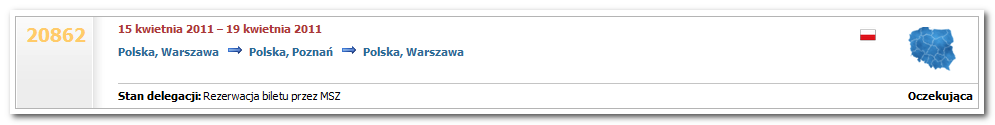 20862
15 kwietnia 2011 – 19 kwietnia 2011
Polska, Warszawa Polska, Poznań Polska, Warszawa
Stan delegacji: Rezerwacja biletu przez MSZ
Oczekująca